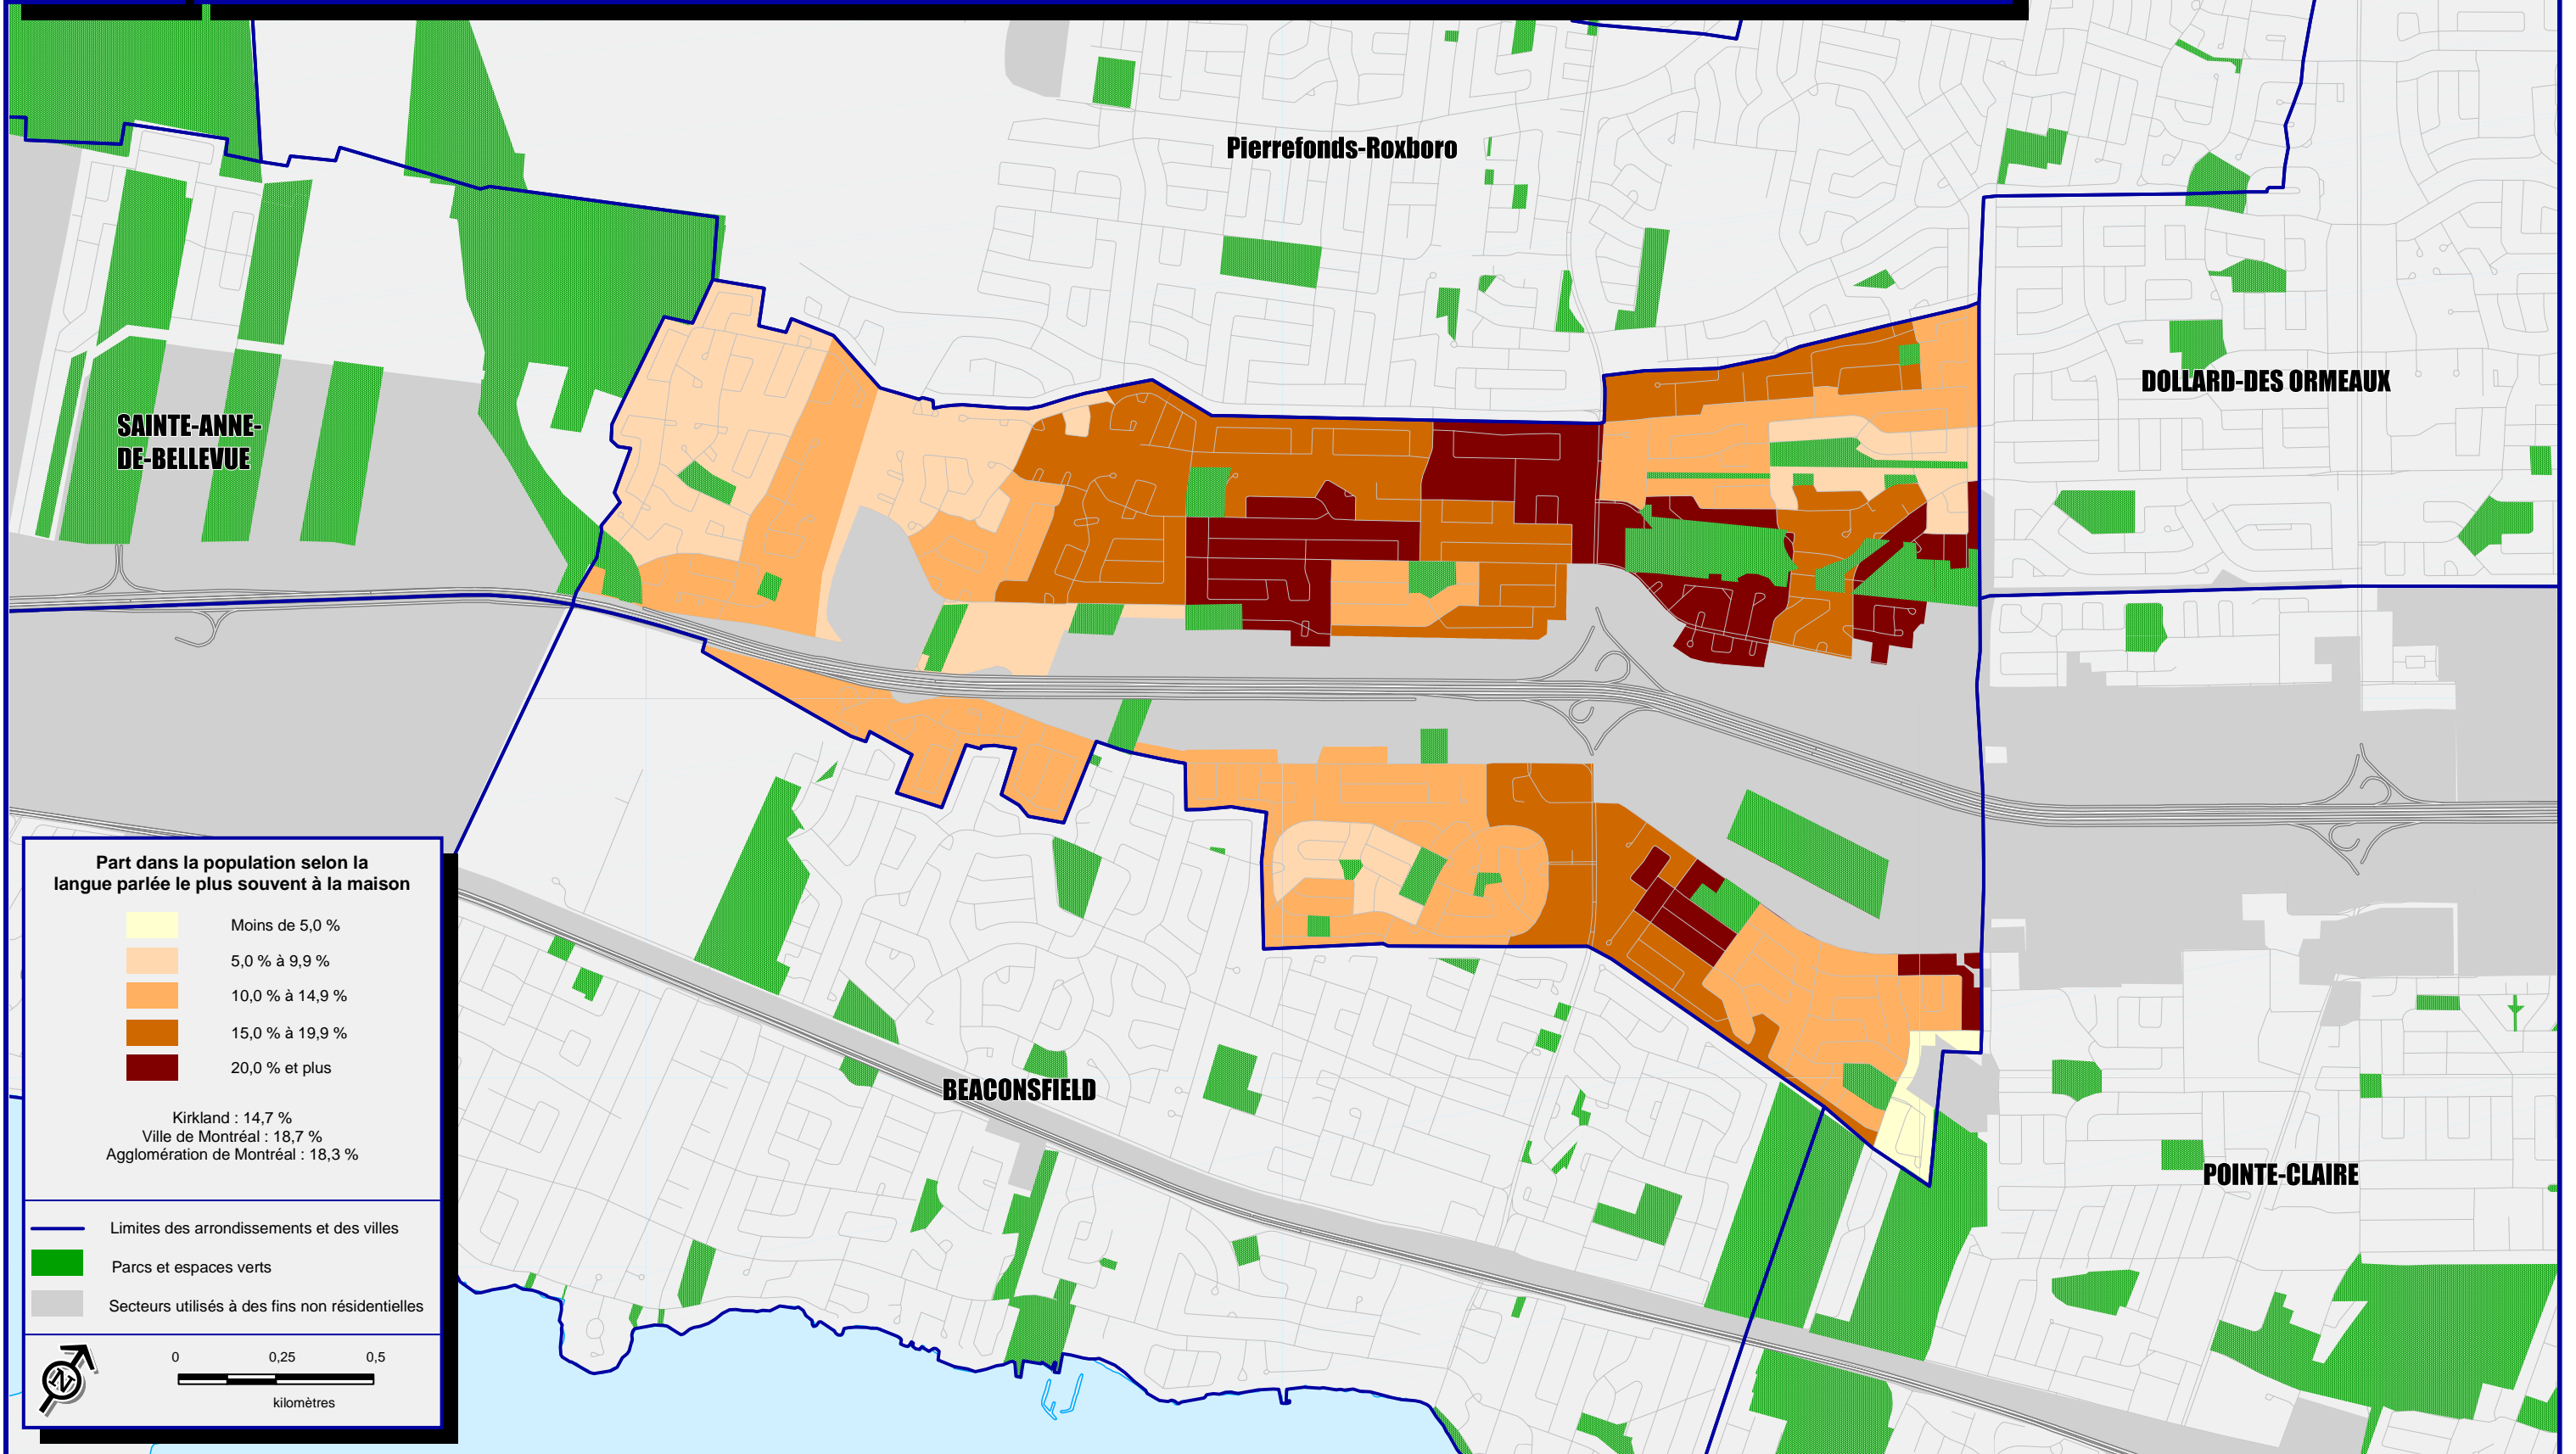 Pierrefonds-Roxboro
DOLLARD-DES ORMEAUX
SAINTE-ANNE-
DE-BELLEVUE
BEACONSFIELD
POINTE-CLAIRE
Part dans la population selon la
langue parlée le plus souvent à la maison
Moins de 5,0 %
5,0 % à 9,9 %
10,0 % à 14,9 %
15,0 % à 19,9 %
20,0 % et plus
Kirkland : 14,7 %
Ville de Montréal : 18,7 %
Agglomération de Montréal : 18,3 %
Limites des arrondissements et des villes
Parcs et espaces verts
Secteurs utilisés à des fins non résidentielles
N
0 0,25 0,5
kilomètres